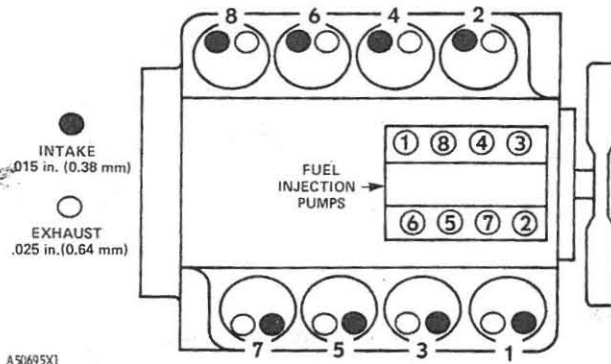 8 6 4 2
INTAKE
.015 in. (0.38 mm)
EXHAUST
.025 in.(0.64 mm)
FUEL
INJECTION
PUMPS
1 8 4 3
6 5 7 2
7 5 3 1
A50695X1